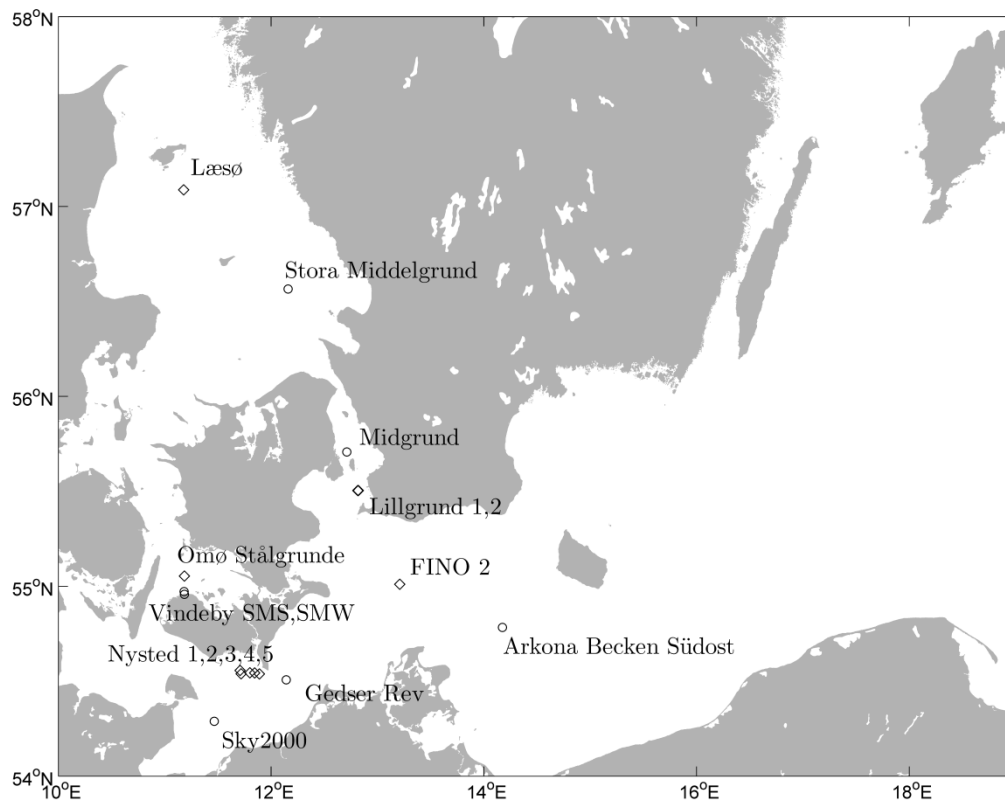 58°N
Læsø
57°N
Stora Middelgrund
56°N
Midgrund
Lillgrund 1,2
Omø Stålgrunde
FINO 2
55°N
Vindeby SMS,SMW
Arkona Becken Südost
Nysted 1,2,3,4,5
Gedser Rev
Sky2000
54°N
10°E 12°E 14°E 16°E 18°E